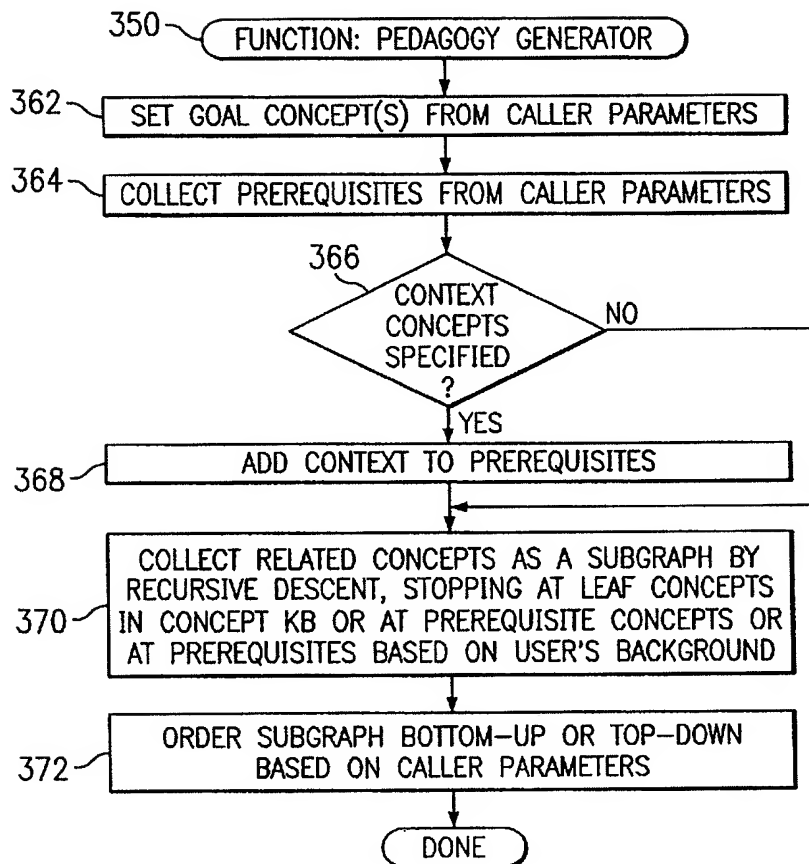 350
FUNCTION: PEDAGOGY GENERATOR
362
SET GOAL CONCEPT(S) FROM CALLER PARAMETERS
364
COLLECT PREREQUISITES FROM CALLER PARAMETERS
366
CONTEXT
CONCEPTS
SPECIFIED
?
NO
YES
368
ADD CONTEXT TO PREREQUISITES
370
COLLECT RELATED CONCEPTS AS A SUBGRAPH BY
RECURSIVE DESCENT, STOPPING AT LEAF CONCEPTS
IN CONCEPT KB OR AT PREREQUISITE CONCEPTS OR
AT PREREQUISITES BASED ON USER'S BACKGROUND
372
ORDER SUBGRAPH BOTTOM-UP OR TOP-DOWN
BASED ON CALLER PARAMETERS
DONE